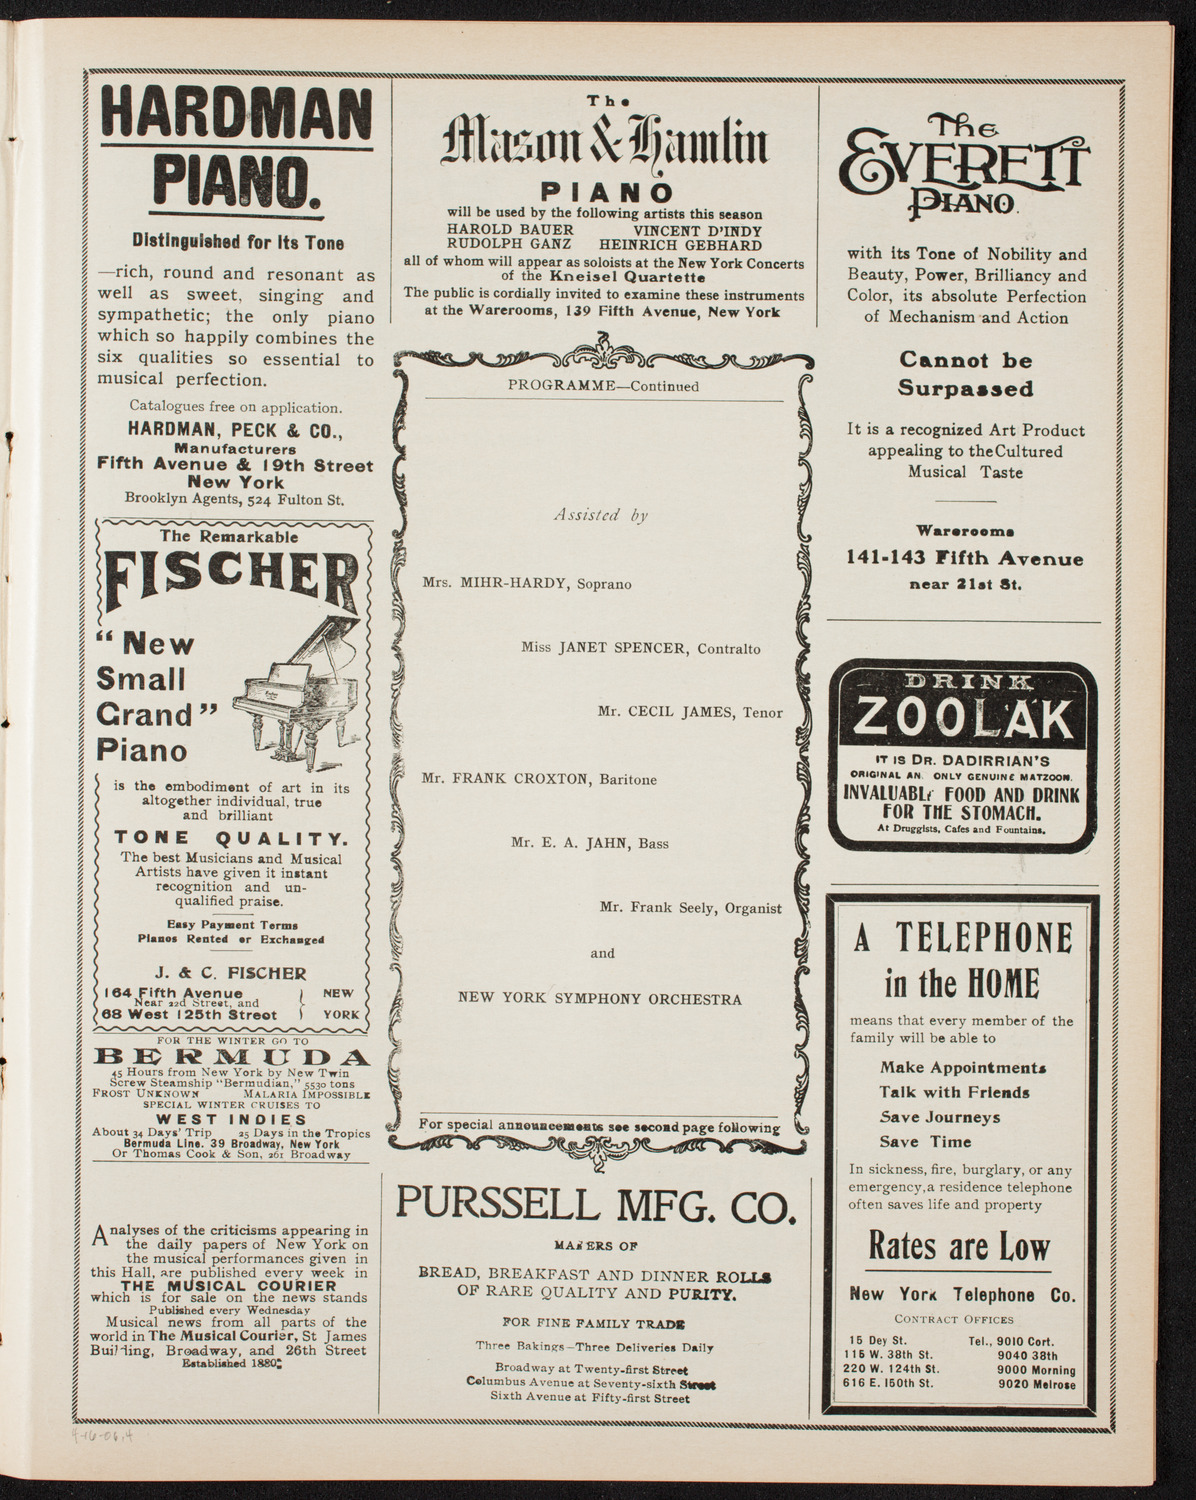 HARDMAN
PIANO.
Distinguished for Its Tone
—rich, round and resonant as
well as sweet, singing and
sympathetic; the only piano
which so happily combines the
six qualities so essential to
musical perfection.
Catalogues free on application.
HARDMAN, PECK & CO.,
Manufacturers
Fifth Avenue & 19th Street
New York
Brooklyn Agents, 524 Fulton St.
The Remarkable
FISCHER
"New
Small
Grand"
Piano
is the embodiment of art in its
altogether individual, true
and brilliant
TONE QUALITY.
The best Musicians and Musical
Artists have given it instant
recognition and un-
qualified praise.
Easy Payment Terms
Pianos Rented or Exchanged
J. & C. FISCHER
164 Fifth Avenue
Near 22d Street, and
68 West 125th Street
NEW
YORK
FOR THE WINTER GO TO
BERMUDA
45 Hours from New York by New Twin
Screw Steamship "Bermudian," 5530 tons
FROST UNKNOWN MALARIA IMPOSSIBLE
SPECIAL WINTER CRUISES TO
WEST INDIES
About 34 Days' Trip 25 Days in the Tropics
Bermuda Line. 39 Broadway, New York
Or Thomas Cook & Son, 261 Broadway
Analyses of the criticisms appearing in
the daily papers of New York on
the musical performances given in
this Hall, are published every week in
THE MUSICAL COURIER
which is for sale on the news stands
Published every Wednesday
Musical news from all parts of the
world in The Musical Courier, St James
Building, Broadway, and 26th Street
Established 1880
4-16-06,4
The
Mason & Hamlin
PIANO
will be used by the following artists this season
HAROLD BAUER VINCENT D'INDY
RUDOLPH GANZ HEINRICH GEBHARD
all of whom will appear as soloists at the New York Concerts
of the Kneisel Quartette
The public is cordially invited to examine these instruments
at the Warerooms, 139 Fifth Avenue, New York
PROGRAMME—Continued
Assisted by
Mrs. MIHR-HARDY, Soprano
Miss JANET SPENCER, Contralto
Mr. CECIL JAMES, Tenor
Mr. FRANK CROXTON, Baritone
Mr. E. A. JAHN, Bass
Mr. Frank Seely, Organist
and
NEW YORK SYMPHONY ORCHESTRA
For special announcements see second page following
PURSSELL MFG. CO.
MAKERS OF
BREAD, BREAKFAST AND DINNER ROLLS
OF RARE QUALITY AND PURITY.
FOR FINE FAMILY TRADE
Three Bakings—Three Deliveries Daily
Broadway at Twenty-first Street
Columbus Avenue at Seventy-sixth Street
Sixth Avenue at Fifty-first Street
The
EVERETT
PIANO.
with its Tone of Nobility and
Beauty, Power, Brilliancy and
Color, its absolute Perfection
of Mechanism and Action
Cannot be
Surpassed
It is a recognized Art Product
appealing to the Cultured
Musical Taste
Warerooms
141-143 Fifth Avenue
near 21st St.
DRINK
ZOOLAK
IT IS DR. DADIRRIAN'S
ORIGINAL AN ONLY GENUINE MATZOON.
INVALUABLE FOOD AND DRINK
FOR THE STOMACH.
At Druggists, Cafes and Fountains.
A TELEPHONE
in the HOME
means that every member of the
family will be able to
Make Appointments
Talk with Friends
Save Journeys
Save Time
In sickness, fire, burglary, or any
emergency, a residence telephone
often saves life and property
Rates are Low
New York Telephone Co.
CONTRACT OFFICES
15 Dey St. Tel., 9010 Cort.
115 W. 38th St. 9040 38th
220 W. 124th St. 9000 Morning
616 E. 150th St. 9020 Melrose